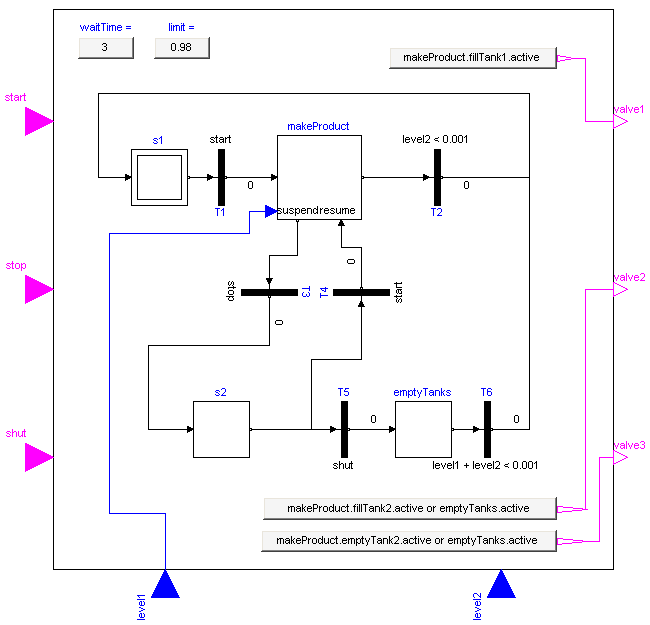 waitTime =
limit =
3
0.98
makeProduct.fillTank1.active
start
valve1
makeProduct
s1
start
level2 < 0.001
0
0
T1
suspend
resume
T2
stop
valve2
0
stop
T3
T4
start
0
s2
T5
emptyTanks
T6
0
0
shut
valve3
shut
level1 + level2 < 0.001
makeProduct.fillTank2.active or emptyTanks.active
makeProduct.emptyTank2.active or emptyTanks.active
level1
level2